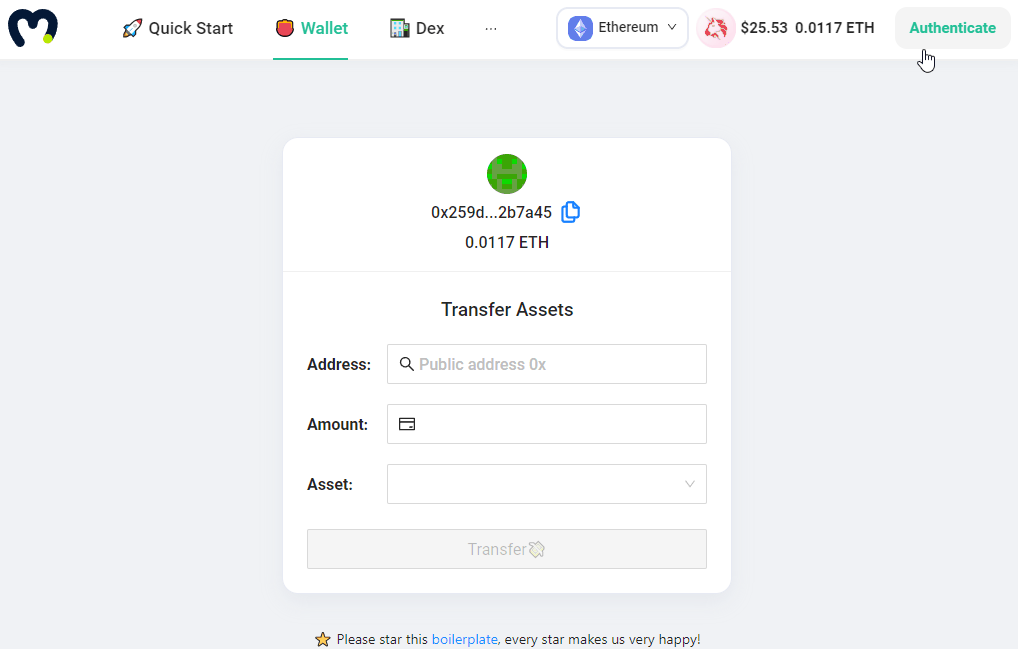 Quick Start Wallet Dex ... Ethereum $25.53 0.0117 ETH Authenticate
0x259d...2b7a45
0.0117 ETH
Transfer Assets
Address: Public address 0x
Amount:
Asset:
Transfer
Please star this boilerplate, every star makes us very happy!